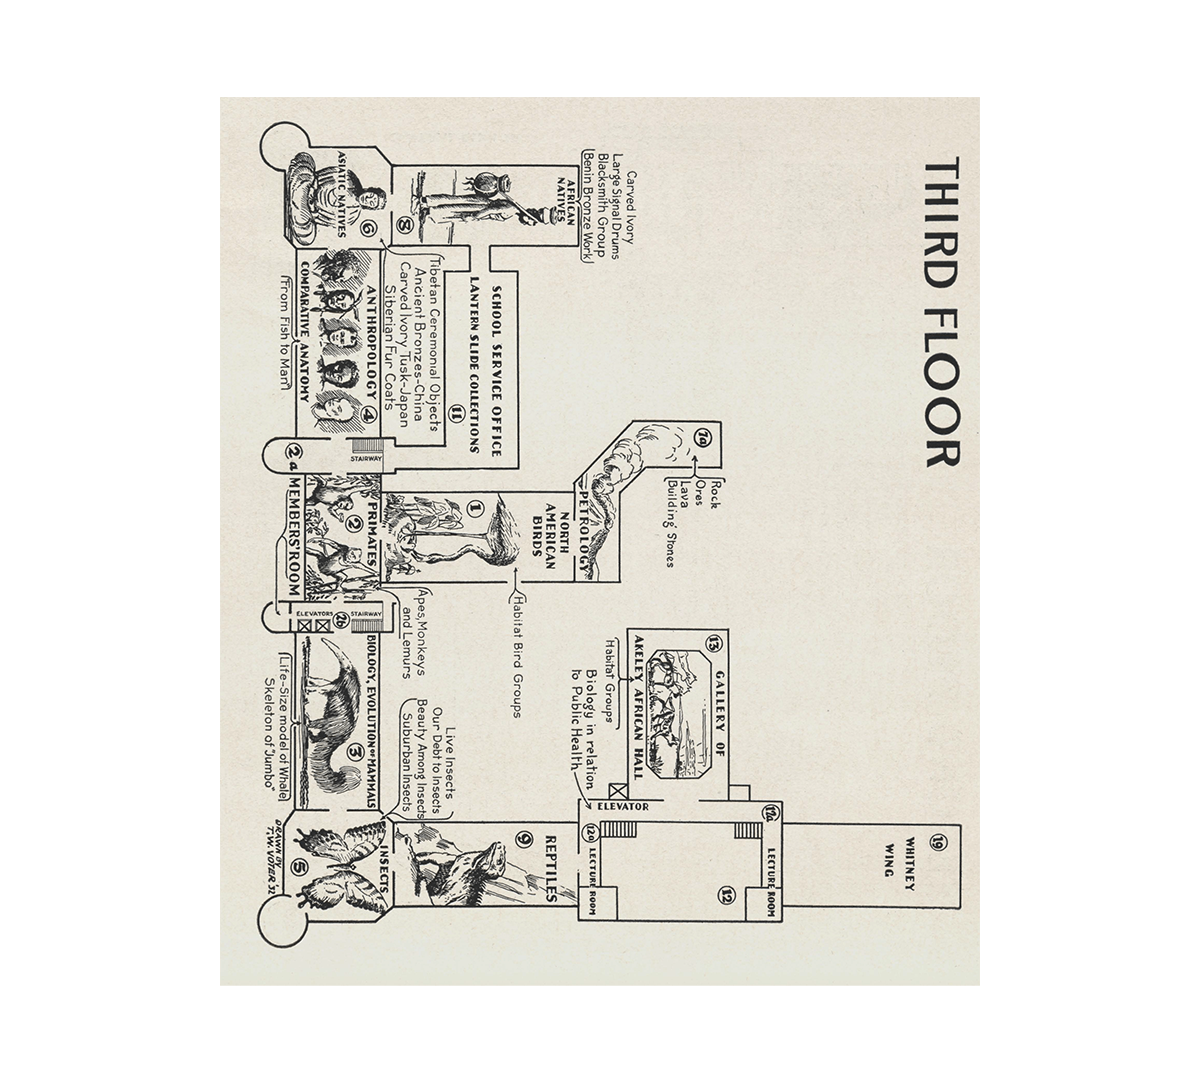 THIRD FLOOR
19
WHITNEY
WING
13
GALLERY OF
AKELEY AFRICAN HALL
Habitat Groups
Biology in relation
to Public Health
ELEVATOR
12a
LECTURE ROOM
12
12a
LECTURE ROOM
7a
Rock
Ores
Lava
Building Stones
PETROLOGY
Carved Ivory
Large Signal Drums
Blacksmith Group
Benin Bronze Work
AFRICAN
NATIVES
8
SCHOOL SERVICE OFFICE
LANTERN SLIDE COLLECTIONS
11
NORTH
AMERICAN
BIRDS
1
Habitat Bird Groups
REPTILES
9
Tibetan Ceremonial Objects
Ancient Bronzes-China
Carved Ivory Tusk-Japan
Siberian Fur Coats
Apes, Monkeys
and Lemurs
Live Insects
Our Debt to Insects
Beauty Among Insects
Suburban Insects
ASIATIC NATIVES
6
ANTHROPOLOGY
4
COMPARATIVE ANATOMY
From Fish to Man
STAIRWAY
2a
MEMBERS' ROOM
PRIMATES
2
ELEVATORS
2b
STAIRWAY
BIOLOGY, EVOLUTION OF MAMMALS
3
Life-Size model of Whale
Skeleton of "Jumbo"
INSECTS
5
DRAWN BY
T.W. VOTER '32